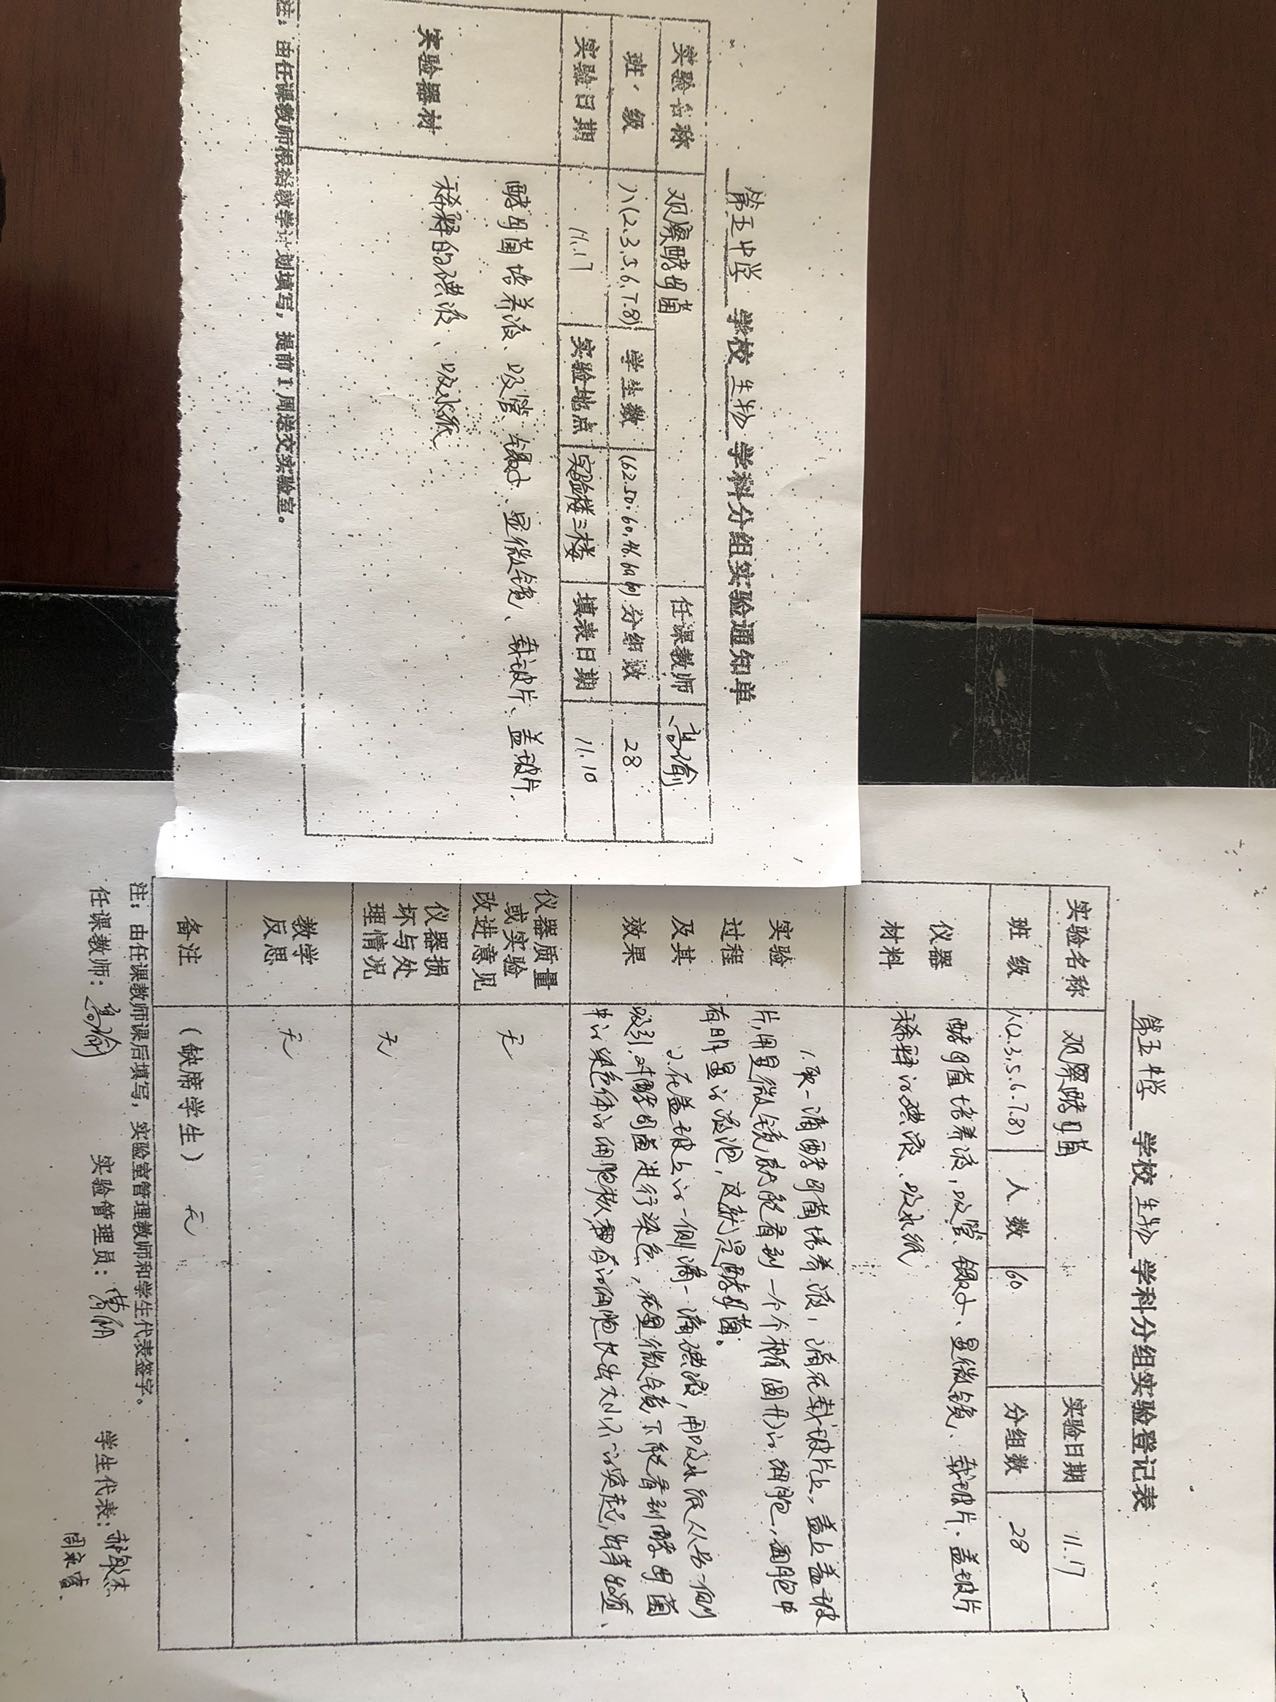 第五中学 学校 生物 学科分组实验通知单
实验名称 观察酵母菌 任课教师
班级 八(2.3.5.6.7.8) 学生数 分组数 28
实验日期 11.17 实验地点 实验楼三楼 填表日期 11.10
实验器材
酵母菌培养液、吸管、镊子、显微镜、载玻片、盖玻片
稀释的碘液、吸水纸
注：由任课教师根据教学计划填写，提前1周送交实验室。
第五中学 学校 生物 学科分组实验登记表
实验名称 观察酵母菌 实验日期 11.17
班级 八(2.3.5.6.7.8) 人数 60 分组数 28
仪器
材料
酵母菌培养液、吸管、镊子、显微镜、载玻片、盖玻片
稀释的碘液、吸水纸
实验
过程
及其
效果
1.取一滴酵母菌培养液，滴在载玻片上，盖上盖玻
片，用显微镜就能看到一个个椭圆形的细胞，细胞中
有明显的液泡，这就是酵母菌。
2.在盖玻片的一侧滴一滴碘液，用吸水纸从另一侧
吸引，对酵母菌进行染色，在显微镜下能看到酵母菌
中的染色体的细胞核，有的细胞长出大小不一的突起，
仪器质量
或实验
改进意见
无
仪器损
坏与处
理情况
无
教学
反思
无
备注 (缺席学生) 无
注：由任课教师课后填写，实验室管理教师和学生代表签字。
任课教师： 实验管理员： 学生代表：